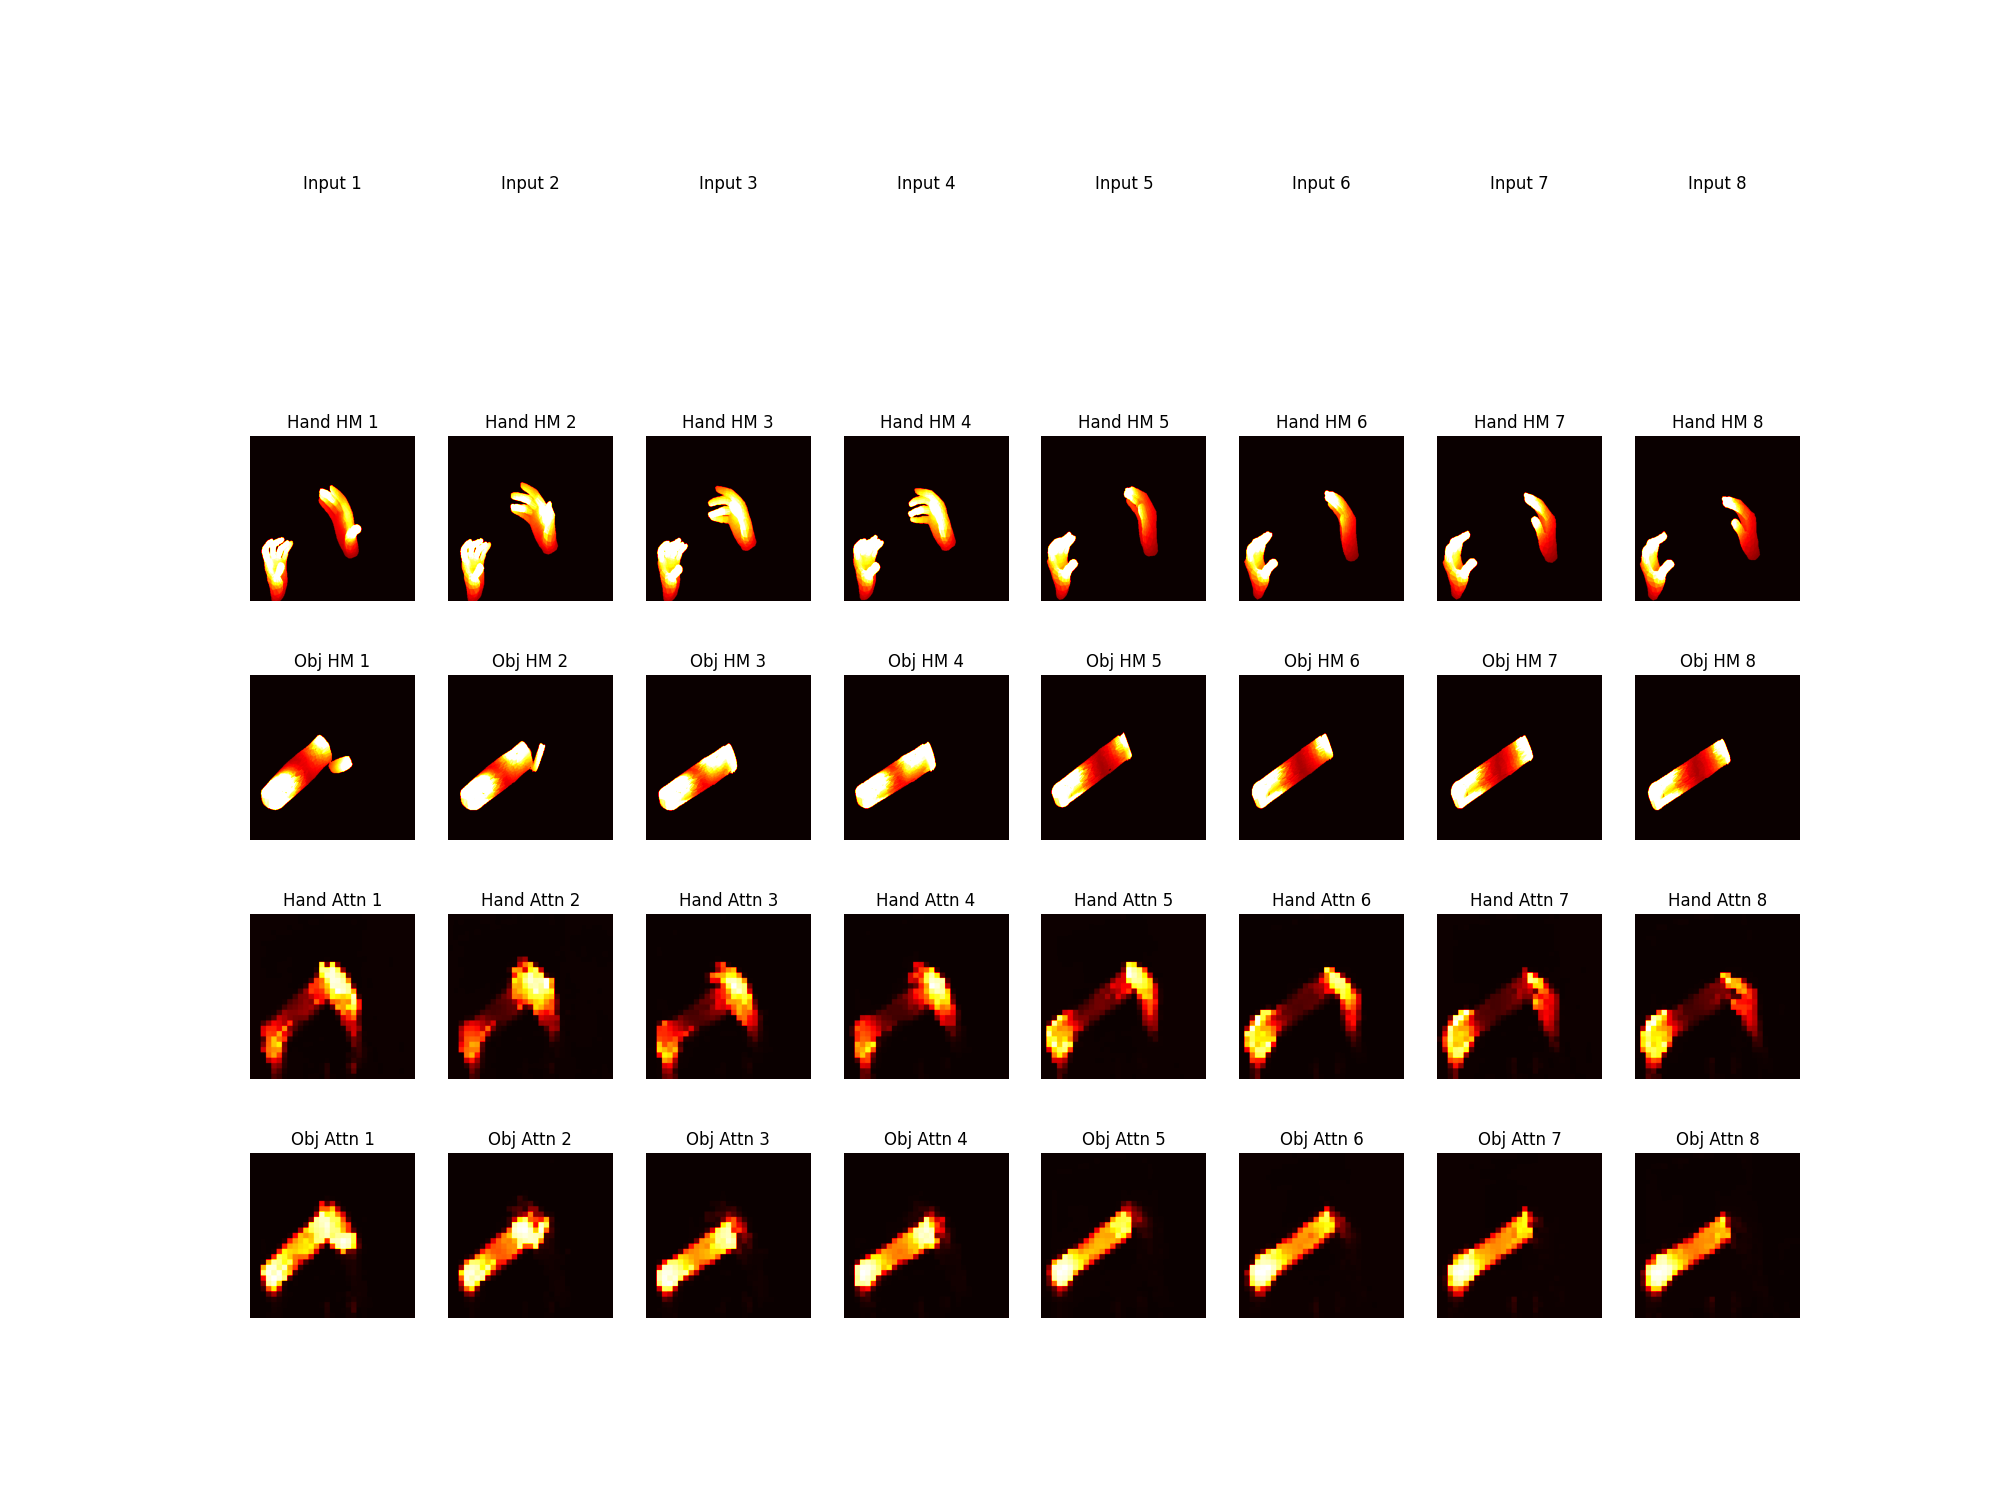 Input 1 Input 2 Input 3 Input 4 Input 5 Input 6 Input 7 Input 8
Hand HM 1 Hand HM 2 Hand HM 3 Hand HM 4 Hand HM 5 Hand HM 6 Hand HM 7 Hand HM 8
Obj HM 1 Obj HM 2 Obj HM 3 Obj HM 4 Obj HM 5 Obj HM 6 Obj HM 7 Obj HM 8
Hand Attn 1 Hand Attn 2 Hand Attn 3 Hand Attn 4 Hand Attn 5 Hand Attn 6 Hand Attn 7 Hand Attn 8
Obj Attn 1 Obj Attn 2 Obj Attn 3 Obj Attn 4 Obj Attn 5 Obj Attn 6 Obj Attn 7 Obj Attn 8